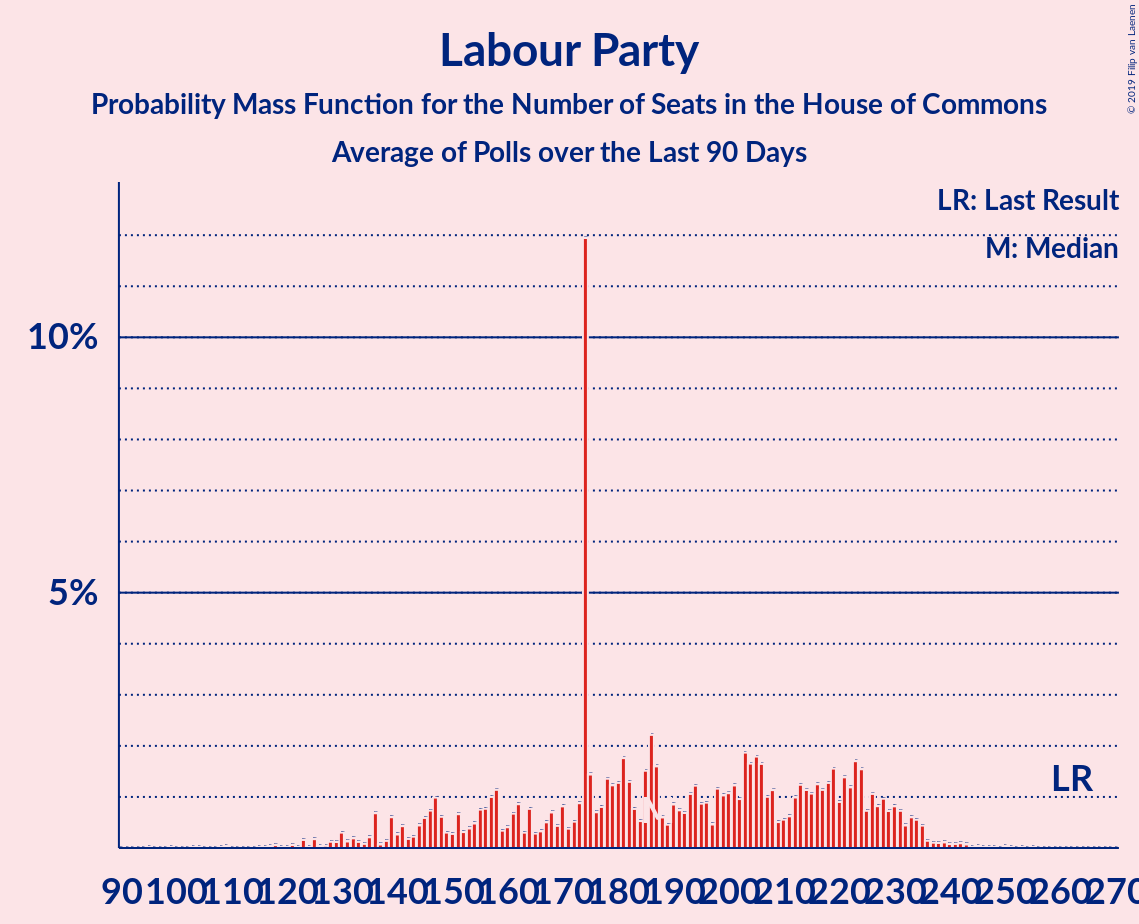 Labour Party
Probability Mass Function for the Number of Seats in the House of Commons
Average of Polls over the Last 90 Days
© 2019 Filip van Laenen
LR: Last Result
M: Median
10%
5%
LR
90 100 110 120 130 140 150 160 170 180 190 200 210 220 230 240 250 260 270